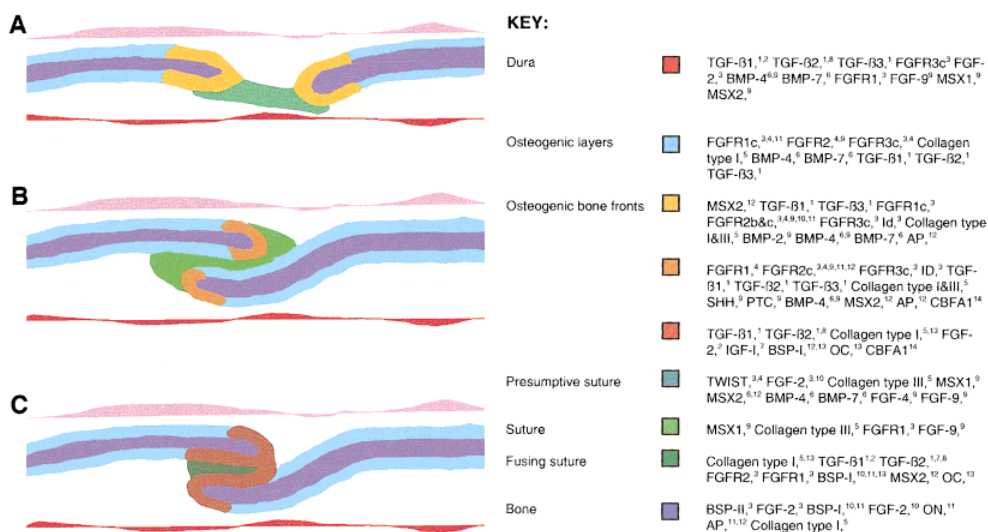 A
B
C
KEY:
Dura
TGF-ß1,1,2 TGF-ß2,1,8 TGF-ß3,1 FGFR3c3 FGF-
2,3 BMP-46,9 BMP-7,6 FGFR1,3 FGF-99 MSX1,9
MSX2,9
Osteogenic layers
FGFR1c,3,4,11 FGFR2,4,9 FGFR3c,3,4 Collagen
type I,5 BMP-4,6 BMP-7,6 TGF-ß1,1 TGF-ß2,1
TGF-ß3,1
Osteogenic bone fronts
MSX2,12 TGF-ß1,1 TGF-ß3,1 FGFR1c,3
FGFR2b&c,3,4,9,10,11 FGFR3c,3 Id,3 Collagen type
I&III,5 BMP-2,9 BMP-4,6,9 BMP-7,6 AP,12
FGFR1,4 FGFR2c,3,4,9,11,12 FGFR3c,3 ID,3 TGF-
ß1,1 TGF-ß2,1 TGF-ß3,1 Collagen type I&III,5
SHH,9 PTC,9 BMP-4,6,9 MSX2,12 AP,12 CBFA114
TGF-ß1,1 TGF-ß2,1,8 Collagen type I,5,13 FGF-
2,2 IGF-I,7 BSP-I,12,13 OC,13 CBFA114
Presumptive suture
TWIST,3,4 FGF-2,3,10 Collagen type III,5 MSX1,9
MSX2,6,12 BMP-4,6 BMP-7,6 FGF-4,9 FGF-9,9
Suture
MSX1,9 Collagen type III,5 FGFR1,3 FGF-9,9
Fusing suture
Collagen type I,5,13 TGF-ß11,2 TGF-ß2,1,7,8
FGFR2,3 FGFR1,3 BSP-I,10,11,13 MSX2,12 OC,13
Bone
BSP-II,3 FGF-2,3 BSP-I,10,11 FGF-2,10 ON,11
AP,11,12 Collagen type I,5